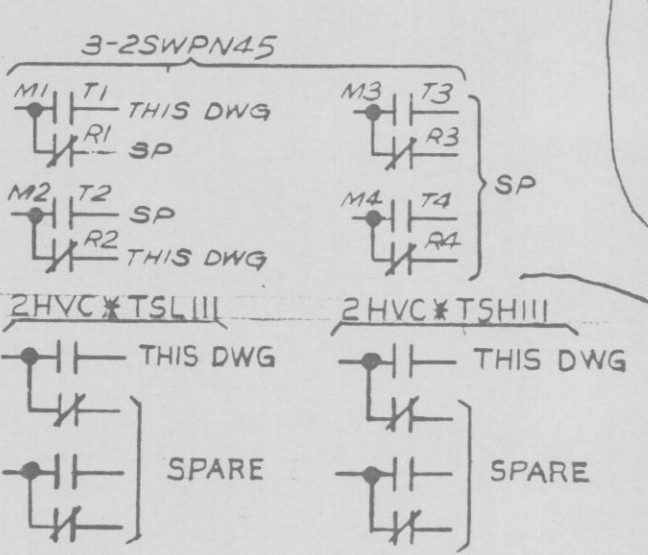 3-2SWPN45
M1 T1 THIS DWG
R1 SP
M2 T2 SP
R2 THIS DWG
M3 T3
R3
M4 T4
R4
SP
2HVC*TSL111
THIS DWG
SPARE
2HVC*TSH111
THIS DWG
SPARE